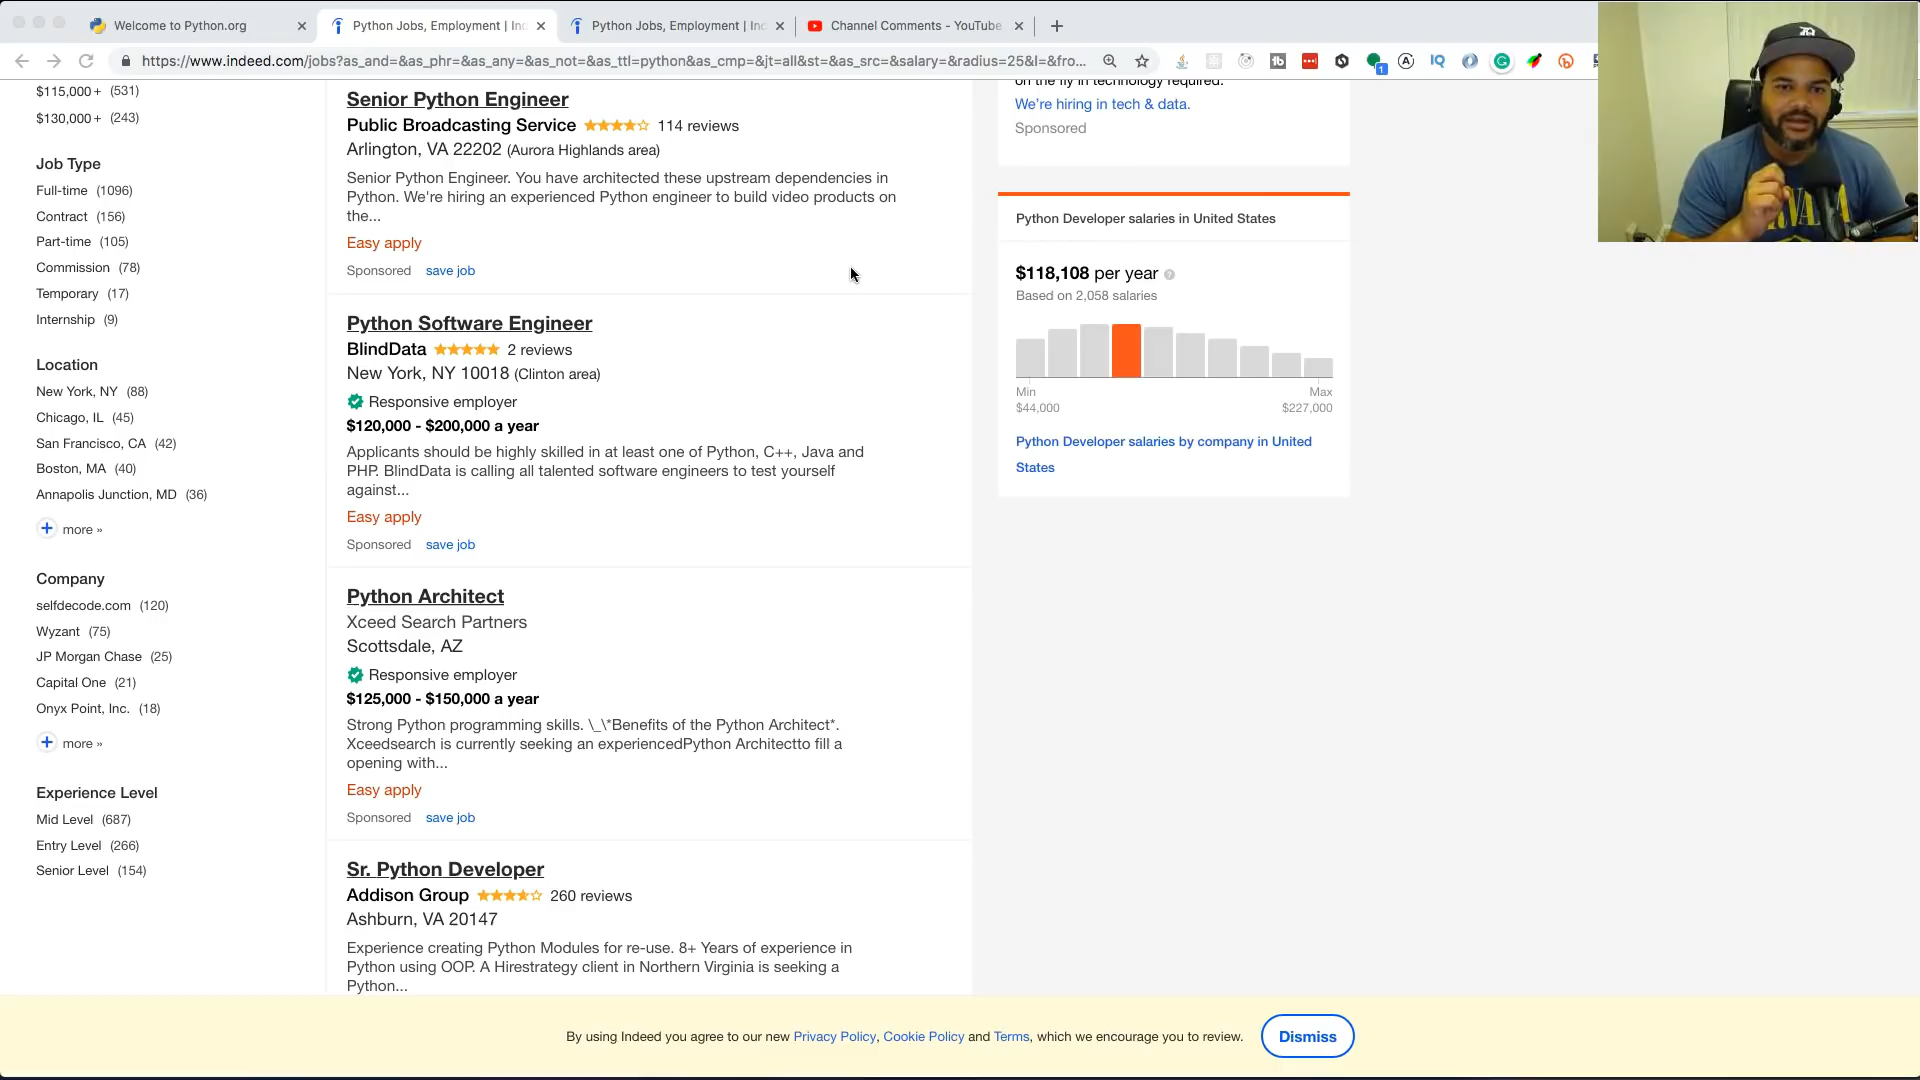 Welcome to Python.org
Python Jobs, Employment | Ind
Python Jobs, Employment | Ind
Channel Comments - YouTube
https://www.indeed.com/jobs?as_and=&as_phr=&as_any=&as_not=&as_ttl=python&as_cmp=&jt=all&st=&as_src=&salary=&radius=25&l=&fro...
$115,000+ (531)
$130,000+ (243)
Job Type
Full-time (1096)
Contract (156)
Part-time (105)
Commission (78)
Temporary (17)
Internship (9)
Location
New York, NY (88)
Chicago, IL (45)
San Francisco, CA (42)
Boston, MA (40)
Annapolis Junction, MD (36)
more »
Company
selfdecode.com (120)
Wyzant (75)
JP Morgan Chase (25)
Capital One (21)
Onyx Point, Inc. (18)
more »
Experience Level
Mid Level (687)
Entry Level (266)
Senior Level (154)
Senior Python Engineer
Public Broadcasting Service 114 reviews
Arlington, VA 22202 (Aurora Highlands area)
Senior Python Engineer. You have architected these upstream dependencies in
Python. We're hiring an experienced Python engineer to build video products on
the...
Easy apply
Sponsored save job
Python Software Engineer
BlindData 2 reviews
New York, NY 10018 (Clinton area)
Responsive employer
$120,000 - $200,000 a year
Applicants should be highly skilled in at least one of Python, C++, Java and
PHP. BlindData is calling all talented software engineers to test yourself
against...
Easy apply
Sponsored save job
Python Architect
Xceed Search Partners
Scottsdale, AZ
Responsive employer
$125,000 - $150,000 a year
Strong Python programming skills. \_\*Benefits of the Python Architect*.
Xceedsearch is currently seeking an experiencedPython Architectto fill a
opening with...
Easy apply
Sponsored save job
Sr. Python Developer
Addison Group 260 reviews
Ashburn, VA 20147
Experience creating Python Modules for re-use. 8+ Years of experience in
Python using OOP. A Hirestrategy client in Northern Virginia is seeking a
Python...
on the fly in technology required.
We're hiring in tech & data.
Sponsored
Python Developer salaries in United States
$118,108 per year
Based on 2,058 salaries
Min Max
$44,000 $227,000
Python Developer salaries by company in United
States
By using Indeed you agree to our new Privacy Policy, Cookie Policy and Terms, which we encourage you to review.
Dismiss